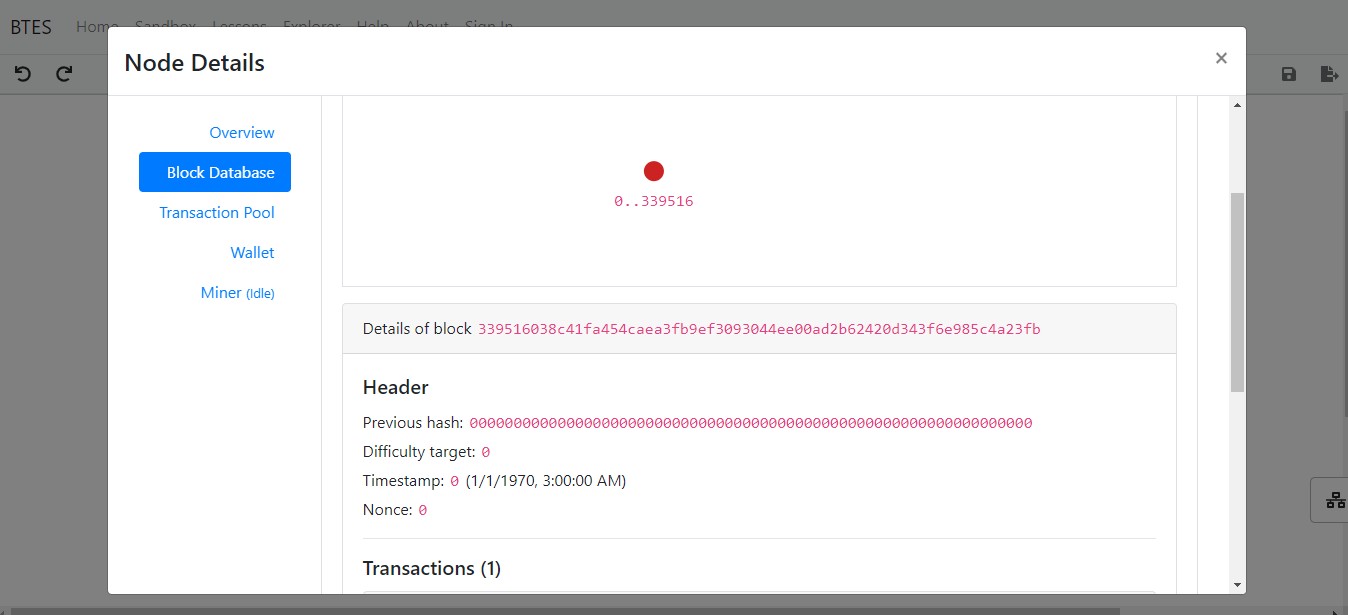 BTES Home Sandbox Lessons Explorer Help About Sign In
Node Details ×
Overview
Block Database
Transaction Pool
Wallet
Miner (Idle)
0..339516
Details of block 339516038c41fa454caea3fb9ef3093044ee00ad2b62420d343f6e985c4a23fb
Header
Previous hash: 0000000000000000000000000000000000000000000000000000000000000000
Difficulty target: 0
Timestamp: 0 (1/1/1970, 3:00:00 AM)
Nonce: 0
Transactions (1)